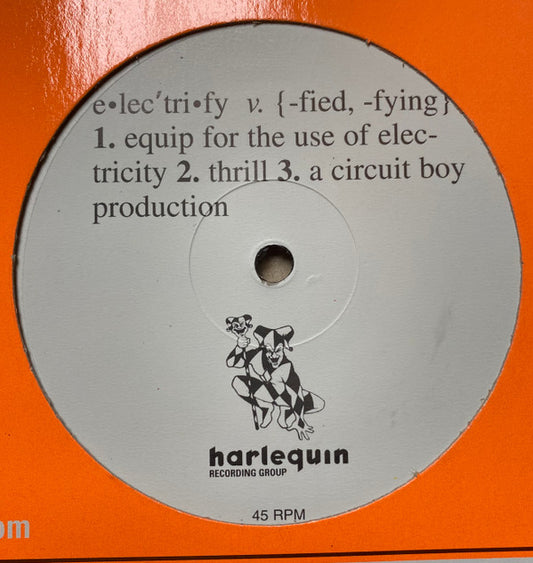 e•lec′tri•fy v. {-fied, -fying}
1. equip for the use of elec-
tricity 2. thrill 3. a circuit boy
production
harlequin
RECORDING GROUP
45 RPM
om